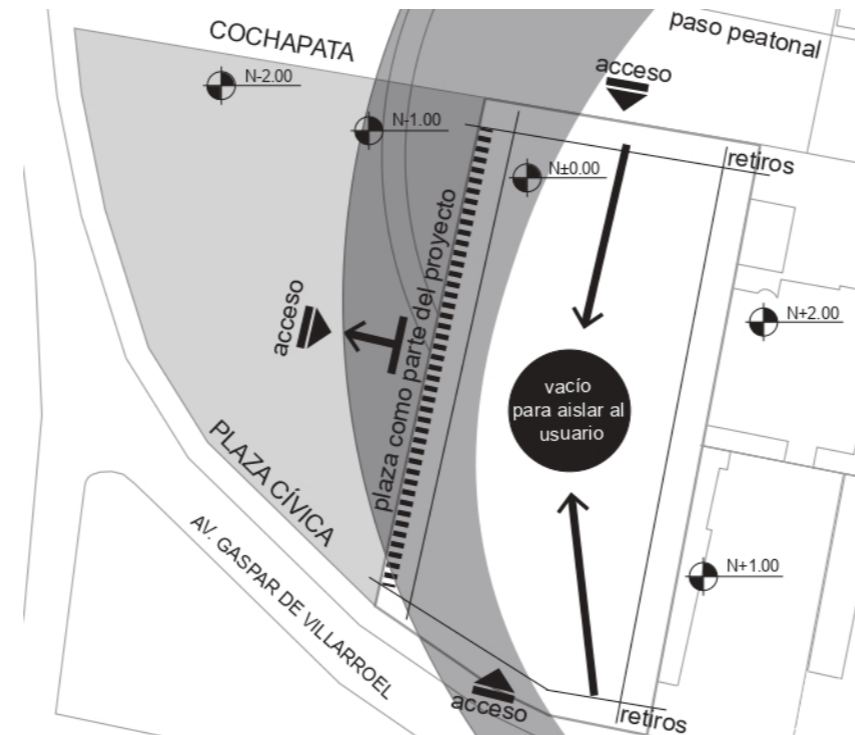 COCHAPATA
paso peatonal
acceso
N-2.00
N-1.00
retiros
N±0.00
plaza como parte del proyecto
acceso
N+2.00
vacío
para aislar al
usuario
PLAZA CÍVICA
AV. GASPAR DE VILLARROEL
N+1.00
acceso
retiros